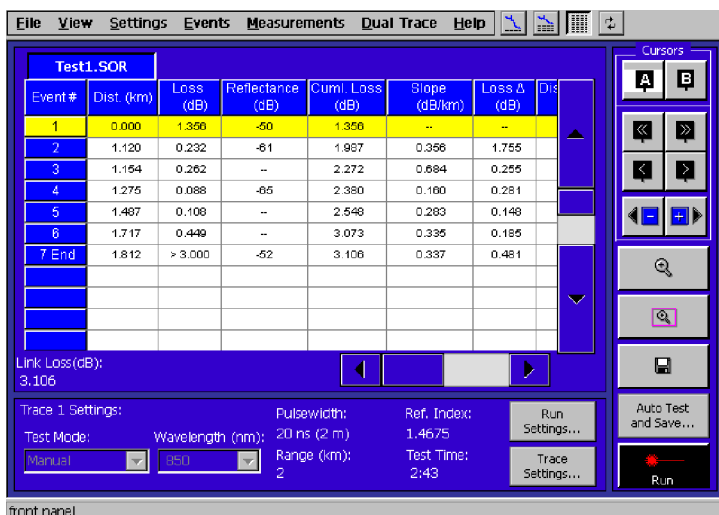 File View Settings Events Measurements Dual Trace Help
Cursors
Test1.SOR
A B
Event # Dist. (km) Loss (dB) Reflectance (dB) Cuml. Loss (dB) Slope (dB/km) Loss Δ (dB) Dis
1 0.000 1.356 -50 1.356 -- --
2 1.120 0.232 -61 1.987 0.356 1.755
3 1.154 0.262 -- 2.272 0.684 0.255
4 1.275 0.088 -65 2.380 0.160 0.281
5 1.487 0.108 -- 2.548 0.283 0.148
6 1.717 0.449 -- 3.073 0.335 0.185
7 End 1.812 > 3.000 -52 3.106 0.337 0.481
Link Loss(dB):
3.106
Trace 1 Settings:
Test Mode:
Manual
Wavelength (nm):
850
Pulsewidth:
20 ns (2 m)
Range (km):
2
Ref. Index:
1.4675
Test Time:
2:43
Run
Settings...
Trace
Settings...
Auto Test
and Save...
Run
front panel